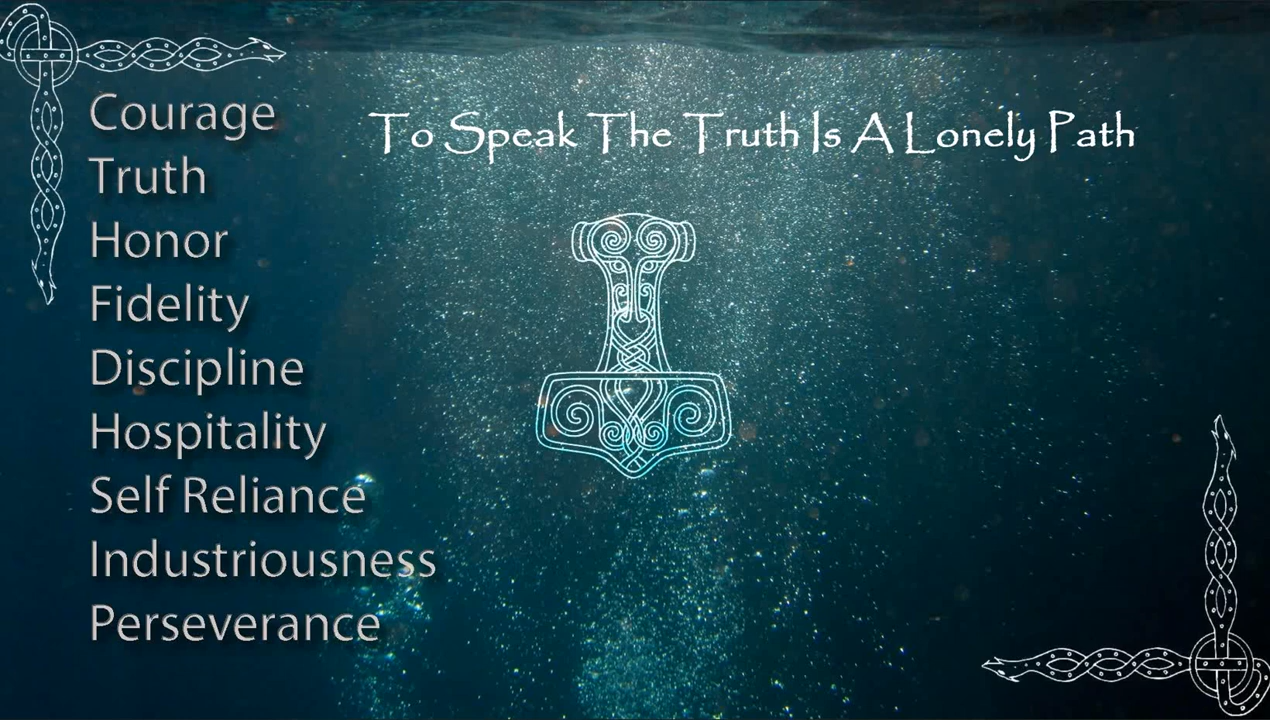 To Speak The Truth Is A Lonely Path
Courage
Truth
Honor
Fidelity
Discipline
Hospitality
Self Reliance
Industriousness
Perseverance